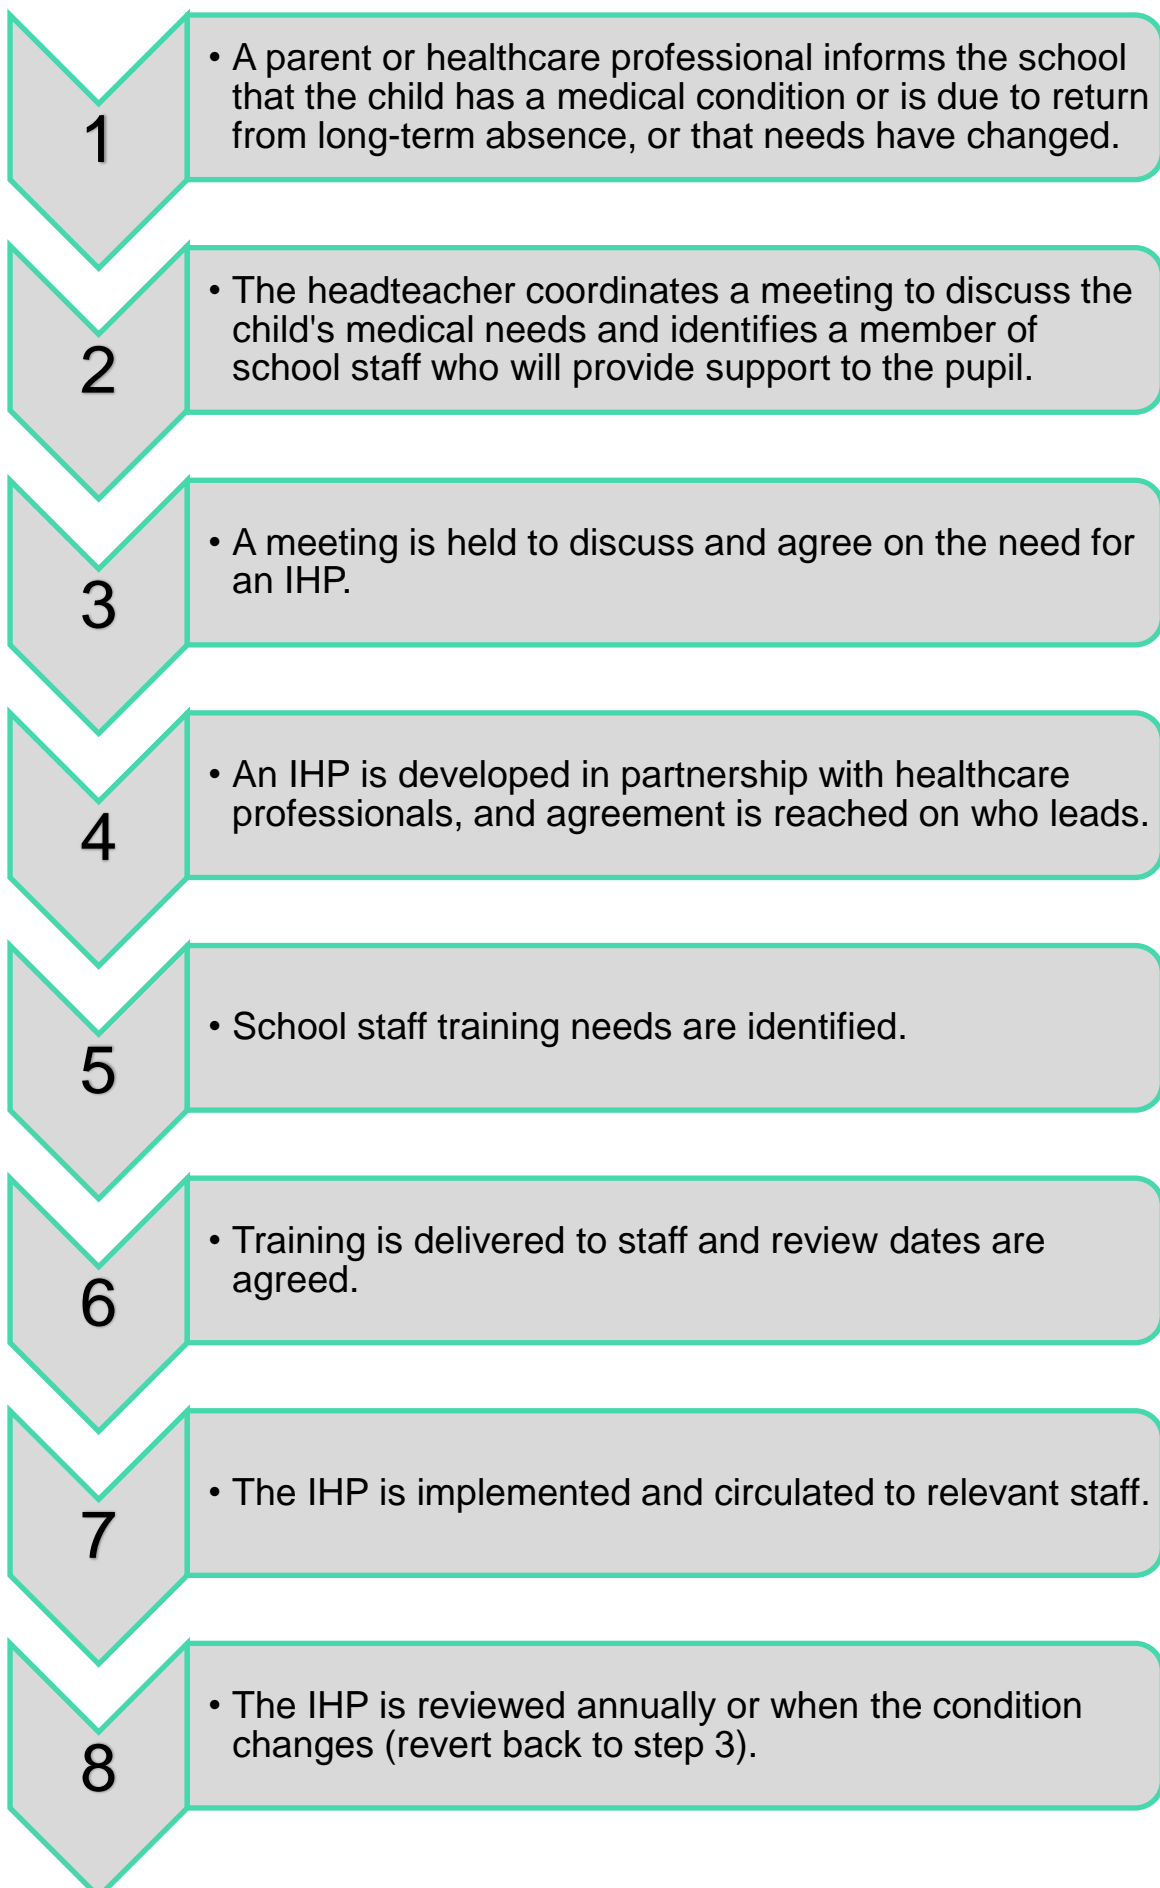 1
• A parent or healthcare professional informs the school
that the child has a medical condition or is due to return
from long-term absence, or that needs have changed.
2
• The headteacher coordinates a meeting to discuss the
child's medical needs and identifies a member of
school staff who will provide support to the pupil.
3
• A meeting is held to discuss and agree on the need for
an IHP.
4
• An IHP is developed in partnership with healthcare
professionals, and agreement is reached on who leads.
5
• School staff training needs are identified.
6
• Training is delivered to staff and review dates are
agreed.
7
• The IHP is implemented and circulated to relevant staff.
8
• The IHP is reviewed annually or when the condition
changes (revert back to step 3).